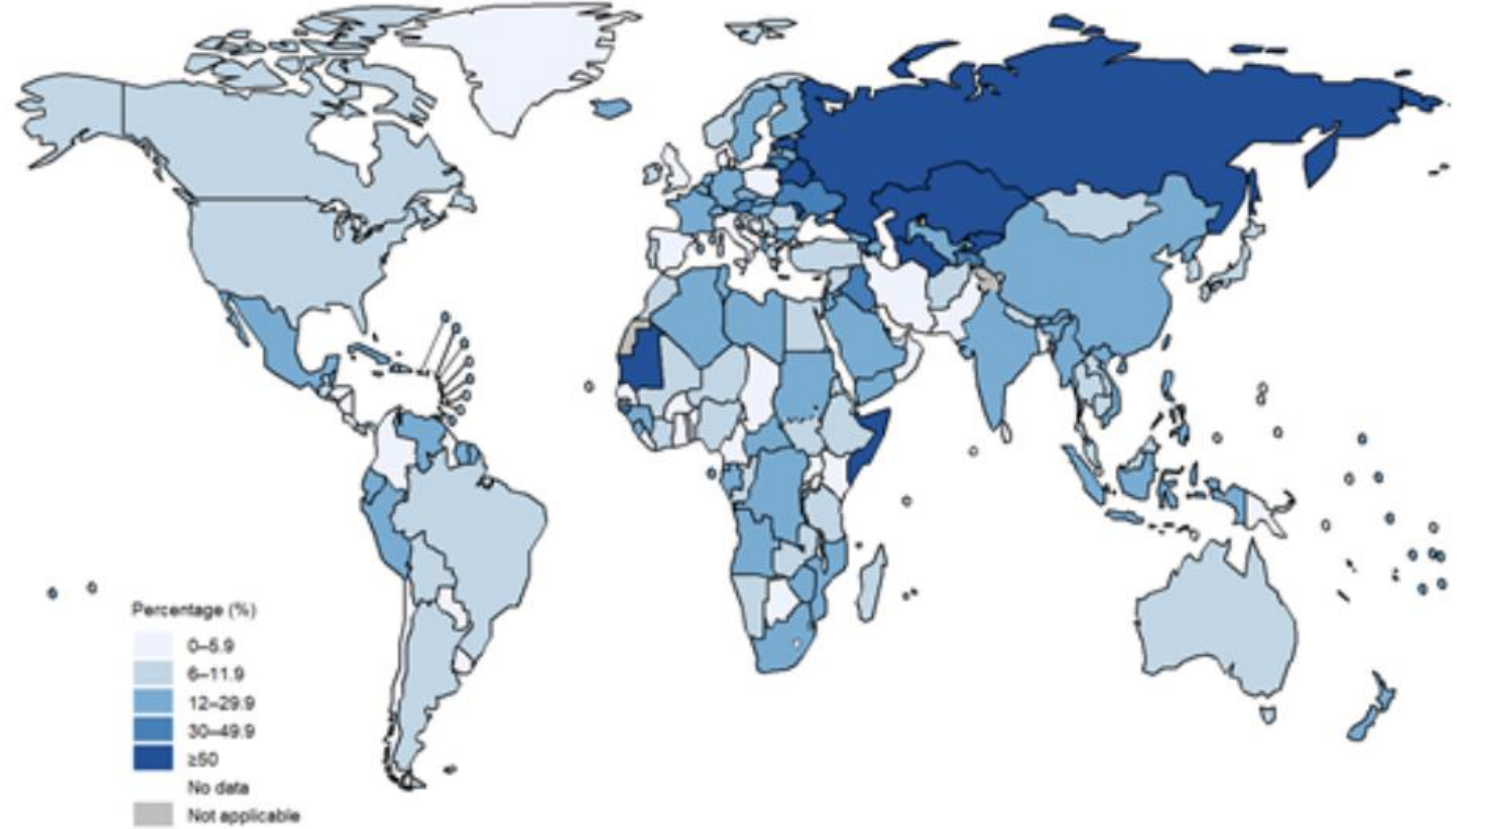 Percentage (%)
0–5.9
6–11.9
12–29.9
30–49.9
≥50
No data
Not applicable